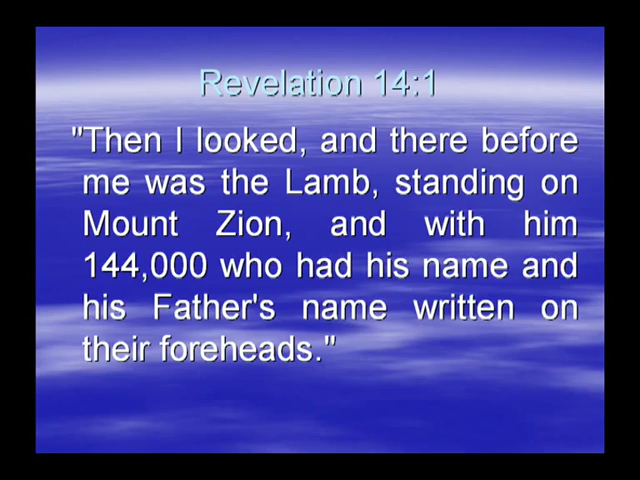 Revelation 14:1
"Then I looked, and there before
me was the Lamb, standing on
Mount Zion, and with him
144,000 who had his name and
his Father's name written on
their foreheads."